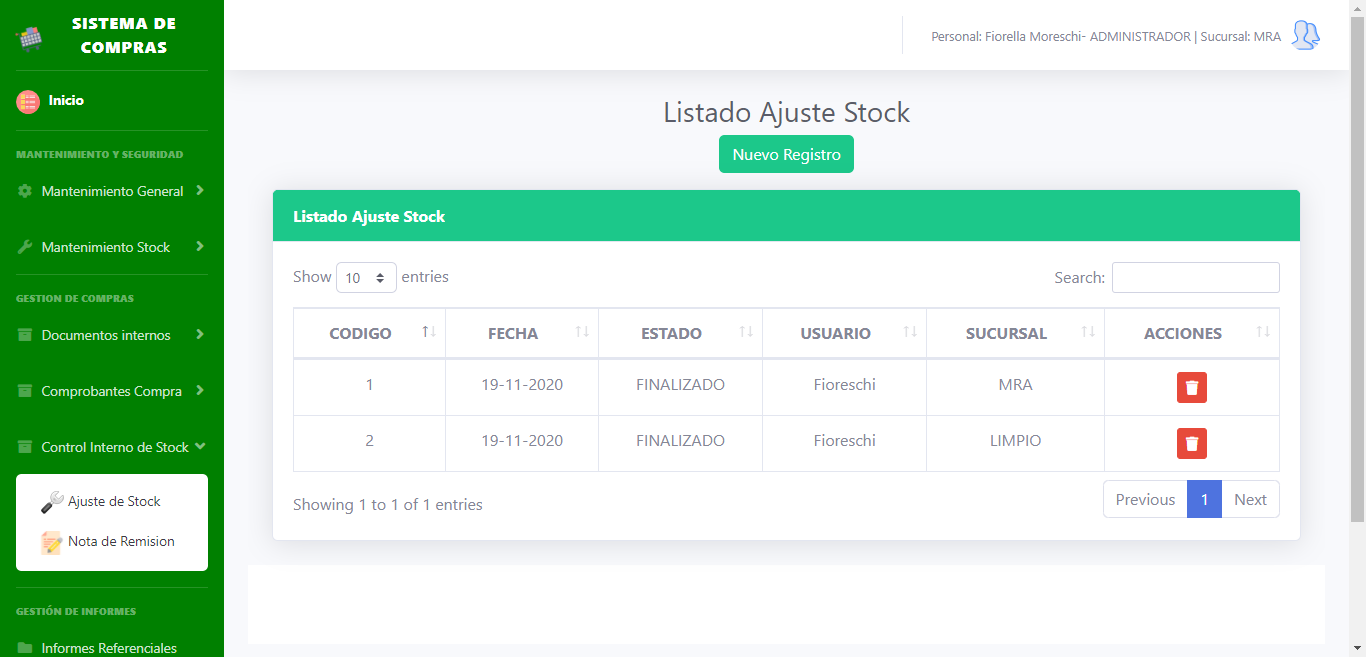 SISTEMA DE
COMPRAS
Personal: Fiorella Moreschi- ADMINISTRADOR | Sucursal: MRA
Inicio
MANTENIMIENTO Y SEGURIDAD
Mantenimiento General
Mantenimiento Stock
GESTION DE COMPRAS
Documentos internos
Comprobantes Compra
Control Interno de Stock
Ajuste de Stock
Nota de Remision
GESTIÓN DE INFORMES
Informes Referenciales
Listado Ajuste Stock
Nuevo Registro
Listado Ajuste Stock
Show 10 entries Search:
CODIGO FECHA ESTADO USUARIO SUCURSAL ACCIONES
1 19-11-2020 FINALIZADO Fioreschi MRA
2 19-11-2020 FINALIZADO Fioreschi LIMPIO
Showing 1 to 1 of 1 entries Previous 1 Next